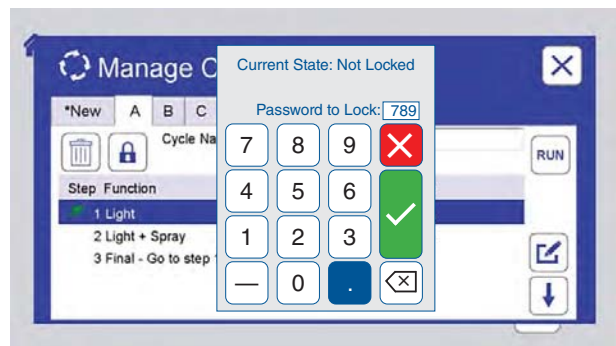 Manage C
Current State: Not Locked
*New A B C
Password to Lock: 789
Cycle Na
7 8 9
RUN
Step Function
4 5 6
1 Light
2 Light + Spray
1 2 3
3 Final - Go to step
— 0 .